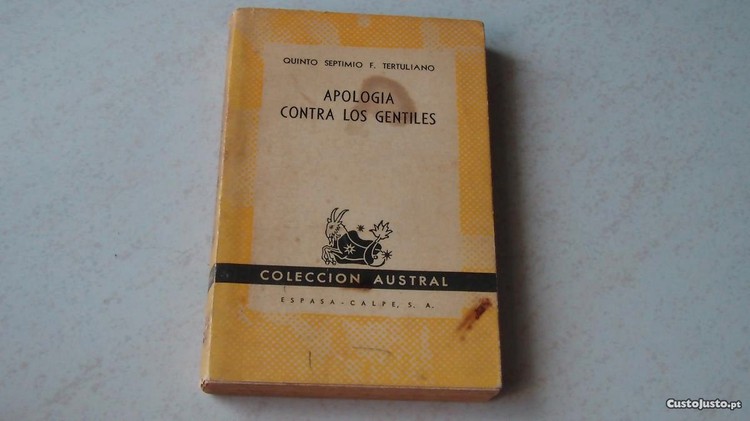 QUINTO SEPTIMIO F. TERTULIANO
APOLOGIA
CONTRA LOS GENTILES
COLECCION AUSTRAL
ESPASA-CALPE, S. A.
CustoJusto.pt